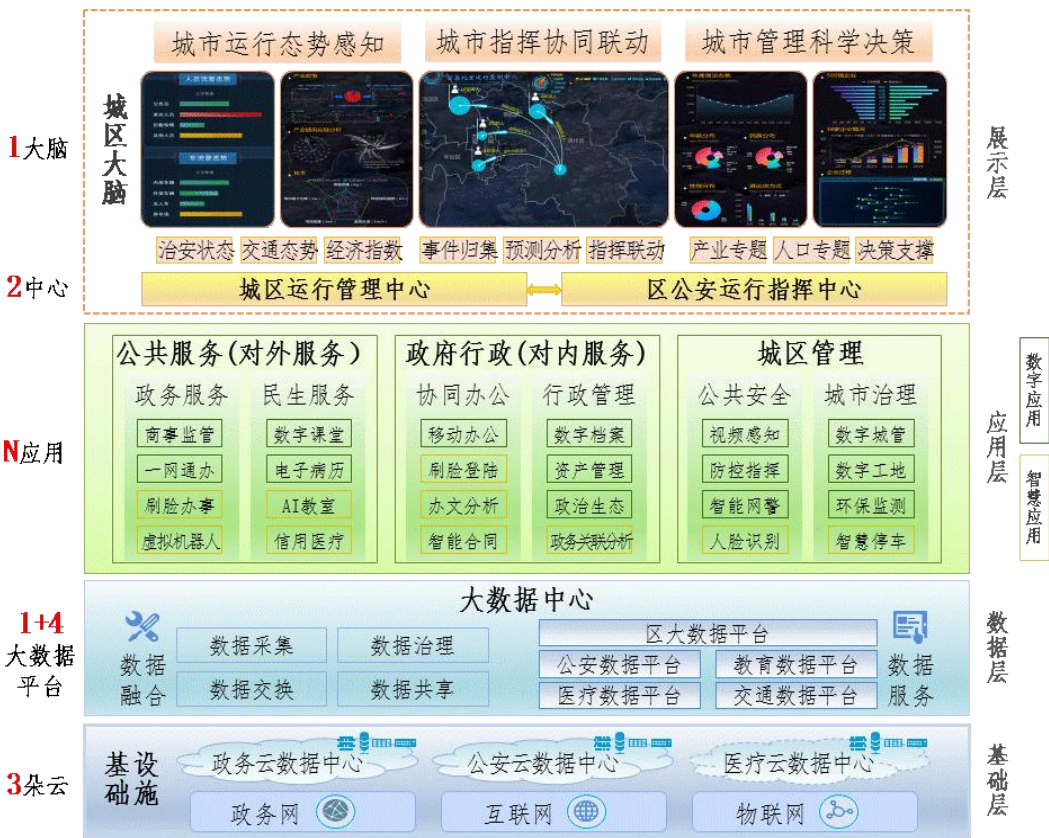 城市运行态势感知
城市指挥协同联动
城市管理科学决策
城区大脑
1大脑
展示层
人员流量态势
车流量态势
治安状态
交通态势
经济指数
事件归集
预测分析
指挥联动
产业专题
人口专题
决策支撑
2中心
城区运行管理中心
区公安运行指挥中心
公共服务(对外服务)
政府行政(对内服务)
城区管理
政务服务
民生服务
协同办公
行政管理
公共安全
城市治理
商事监管
数字课堂
移动办公
数字档案
视频感知
数字城管
一网通办
电子病历
刷脸登陆
资产管理
防控指挥
数字工地
刷脸办事
AI教室
办文分析
政治生态
智能网警
环保监测
虚拟机器人
信用医疗
智能合同
政务关联分析
人脸识别
智慧停车
N应用
应用层
数字应用
智慧应用
大数据中心
1+4
大数据
平台
数据
融合
数据采集
数据治理
数据交换
数据共享
区大数据平台
公安数据平台
教育数据平台
医疗数据平台
交通数据平台
数据
服务
数据层
3朵云
基设
础施
政务云数据中心
公安云数据中心
医疗云数据中心
政务网
互联网
物联网
基础层